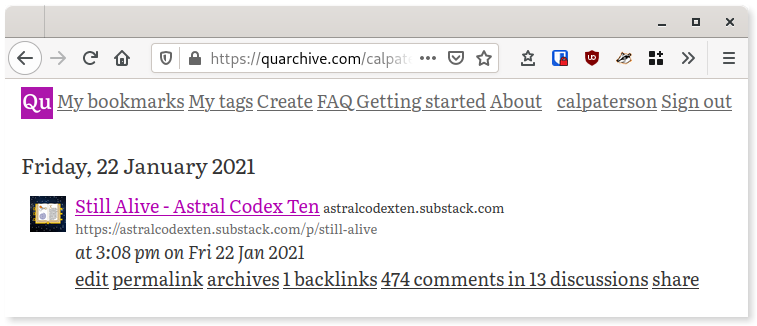 https://quarchive.com/calpate
Qu My bookmarks My tags Create FAQ Getting started About calpaterson Sign out
Friday, 22 January 2021
Still Alive - Astral Codex Ten astralcodexten.substack.com
https://astralcodexten.substack.com/p/still-alive
at 3:08 pm on Fri 22 Jan 2021
edit permalink archives 1 backlinks 474 comments in 13 discussions share